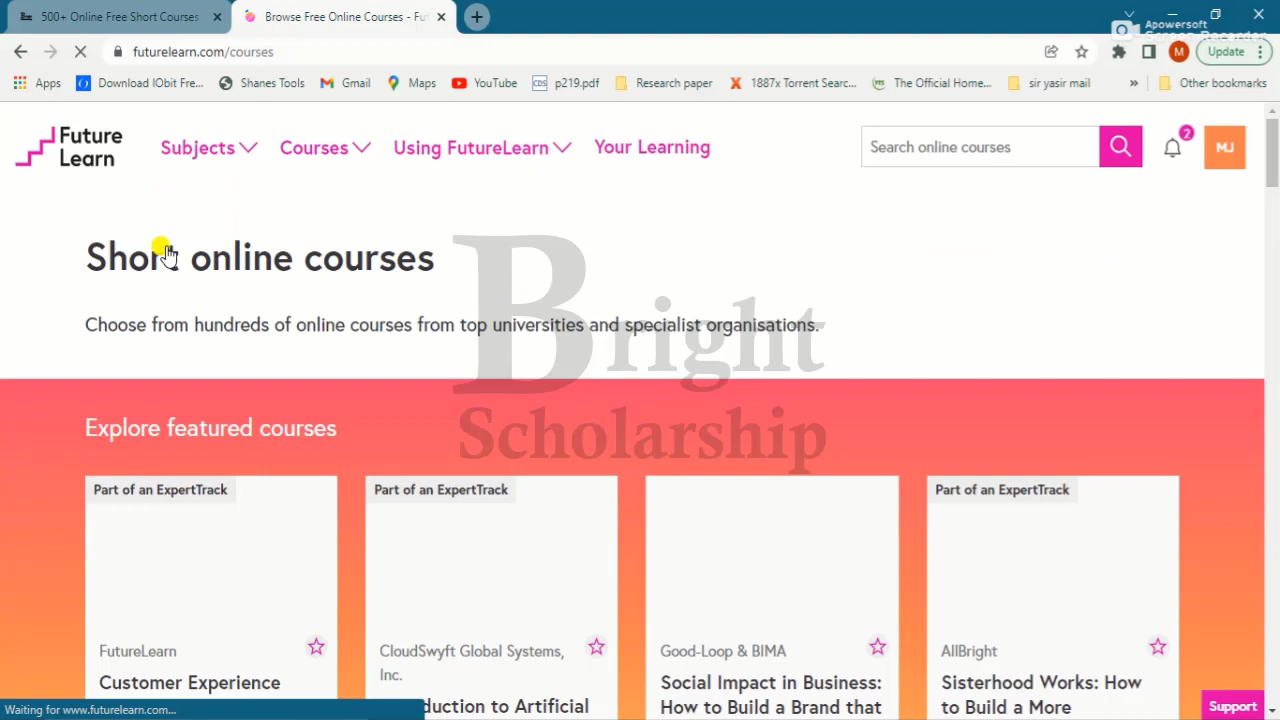 500+ Online Free Short Courses
Browse Free Online Courses - Fut
Apowersoft
Screen Recorder
futurelearn.com/courses
M
Update
Apps
Download IObit Fre...
Shanes Tools
Gmail
Maps
YouTube
CDS
p219.pdf
Research paper
1887x Torrent Searc...
The Official Home...
sir yasir mail
»
Other bookmarks
Future
Learn
Subjects
Courses
Using FutureLearn
Your Learning
Search online courses
2
MJ
Short online courses
Choose from hundreds of online courses from top universities and specialist organisations.
Bright
Scholarship
Explore featured courses
Part of an ExpertTrack
Part of an ExpertTrack
Part of an ExpertTrack
FutureLearn
Customer Experience
CloudSwyft Global Systems,
Inc.
duction to Artificial
Good-Loop & BIMA
Social Impact in Business:
How to Build a Brand that
AllBright
Sisterhood Works: How
to Build a More
Waiting for www.futurelearn.com...
Support